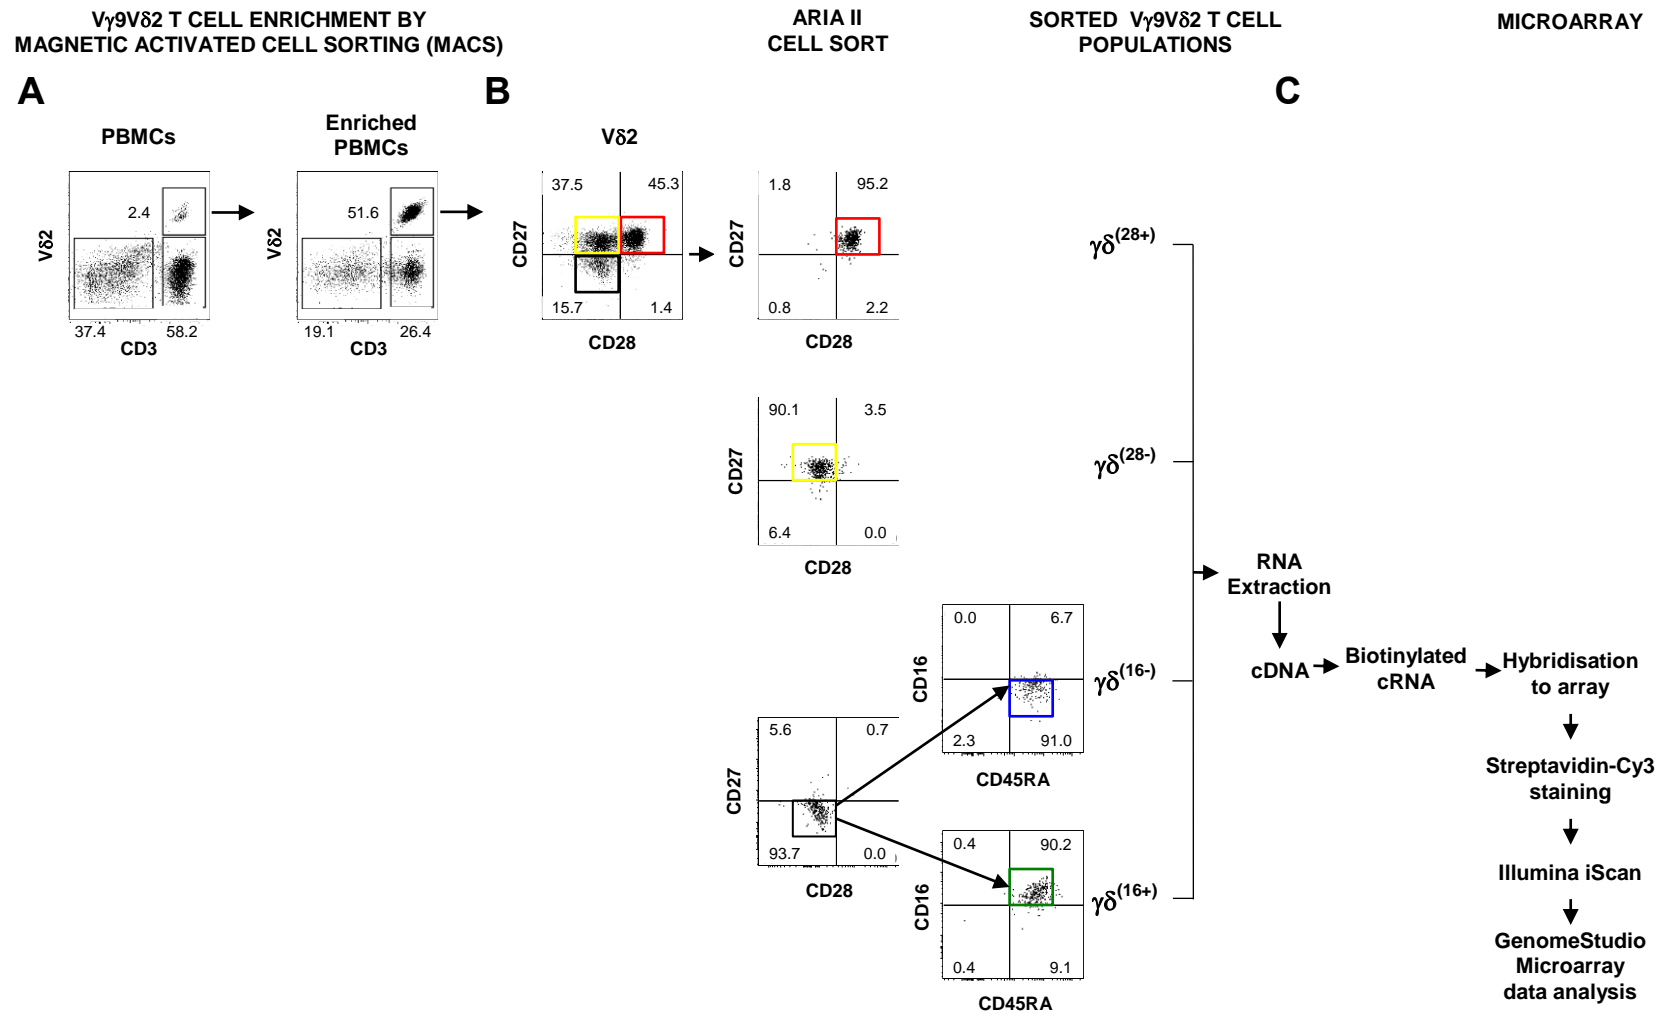 Vγ9Vδ2 T CELL ENRICHMENT BY
MAGNETIC ACTIVATED CELL SORTING (MACS)
ARIA II
CELL SORT
SORTED Vγ9Vδ2 T CELL
POPULATIONS
MICROARRAY
A
B
C
PBMCs
Enriched
PBMCs
Vδ2
2.4
Vδ2
37.4
58.2
CD3
51.6
Vδ2
19.1
26.4
CD3
37.5
45.3
CD27
15.7
1.4
CD28
1.8
95.2
CD27
0.8
2.2
CD28
γδ(28+)
90.1
3.5
CD27
6.4
0.0
CD28
γδ(28-)
5.6
0.7
CD27
93.7
0.0
CD28
0.0
6.7
CD16
2.3
91.0
CD45RA
γδ(16-)
0.4
90.2
CD16
0.4
9.1
CD45RA
γδ(16+)
RNA
Extraction
cDNA
Biotinylated
cRNA
Hybridisation
to array
Streptavidin-Cy3
staining
Illumina iScan
GenomeStudio
Microarray
data analysis